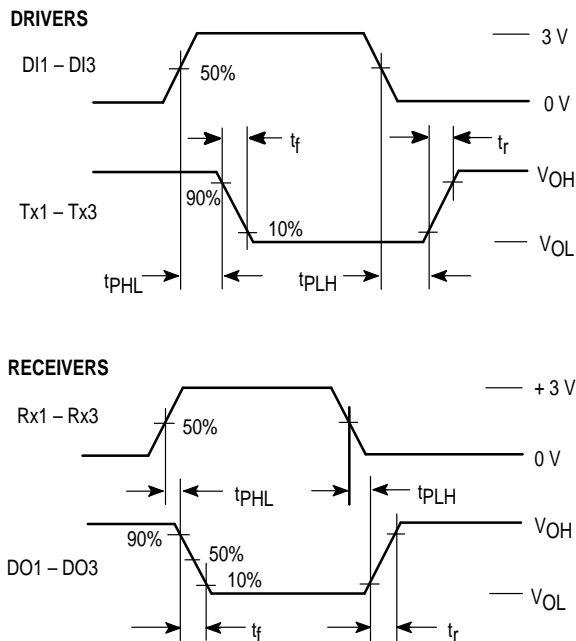 DRIVERS
3 V
DI1 – DI3
50%
0 V
tf
tr
VOH
90%
Tx1 – Tx3
10%
VOL
tPHL
tPLH
RECEIVERS
+ 3 V
Rx1 – Rx3
50%
0 V
tPHL
tPLH
VOH
90%
50%
DO1 – DO3
10%
VOL
tf
tr